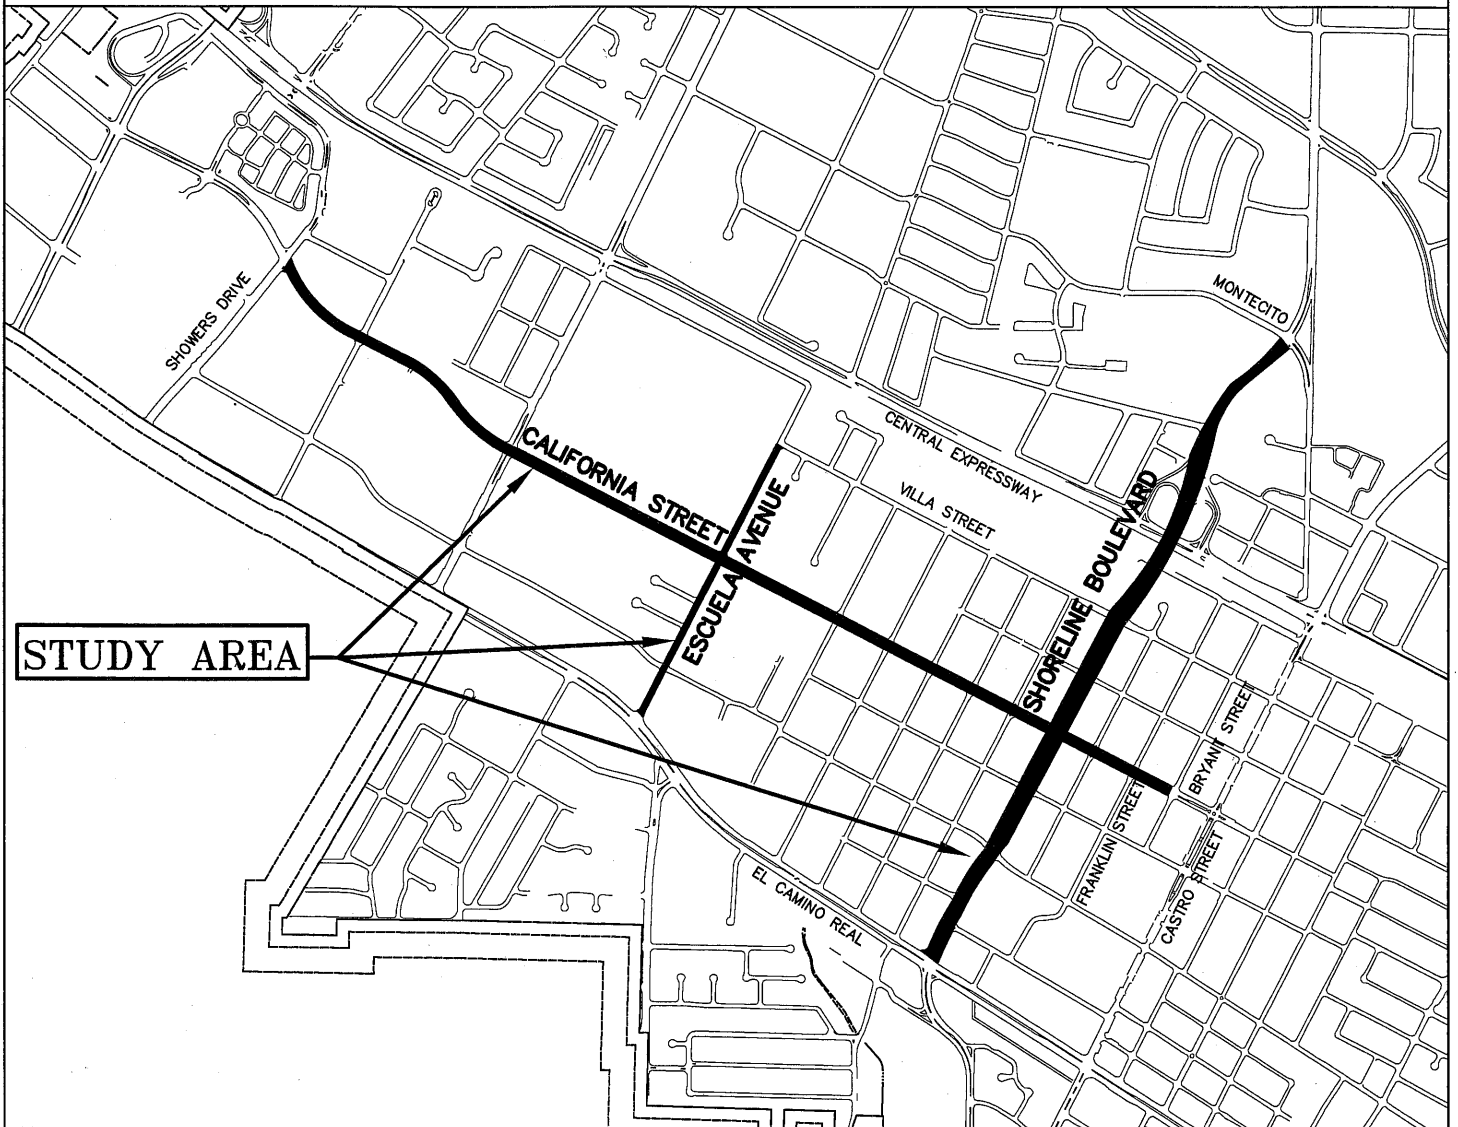 MONTECITO
SHOWERS DRIVE
CENTRAL EXPRESSWAY
CALIFORNIA STREET
VILLA STREET
ESCUELA AVENUE
SHORELINE BOULEVARD
STUDY AREA
BRYANT STREET
FRANKLIN STREET
CASTRO STREET
EL CAMINO REAL